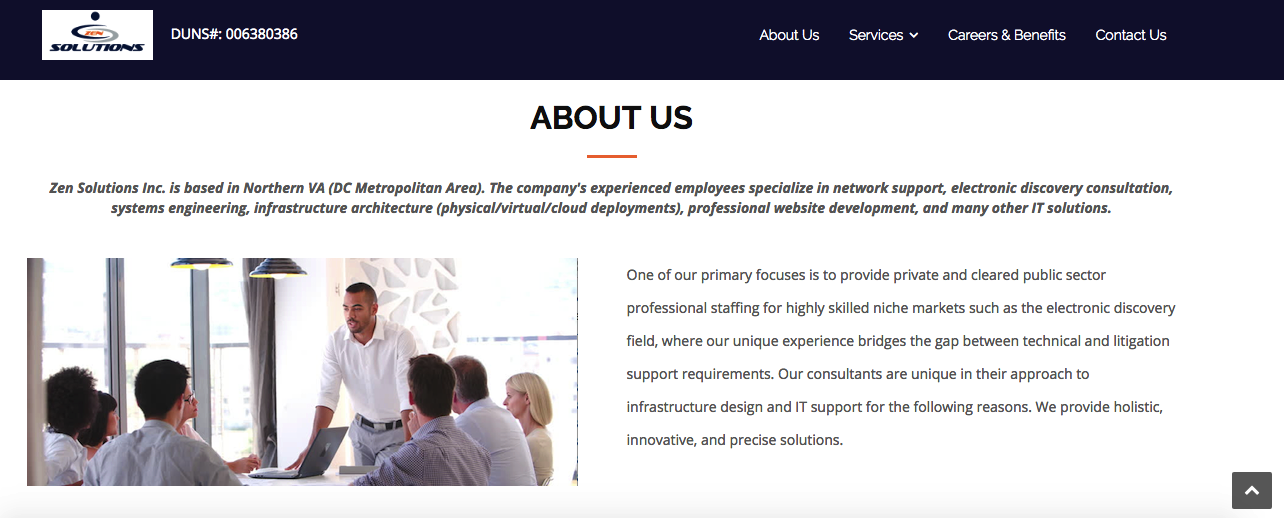 ZEN
SOLUTIONS
DUNS#: 006380386
About Us
Services
Careers & Benefits
Contact Us
ABOUT US
Zen Solutions Inc. is based in Northern VA (DC Metropolitan Area). The company's experienced employees specialize in network support, electronic discovery consultation,
systems engineering, infrastructure architecture (physical/virtual/cloud deployments), professional website development, and many other IT solutions.
One of our primary focuses is to provide private and cleared public sector
professional staffing for highly skilled niche markets such as the electronic discovery
field, where our unique experience bridges the gap between technical and litigation
support requirements. Our consultants are unique in their approach to
infrastructure design and IT support for the following reasons. We provide holistic,
innovative, and precise solutions.